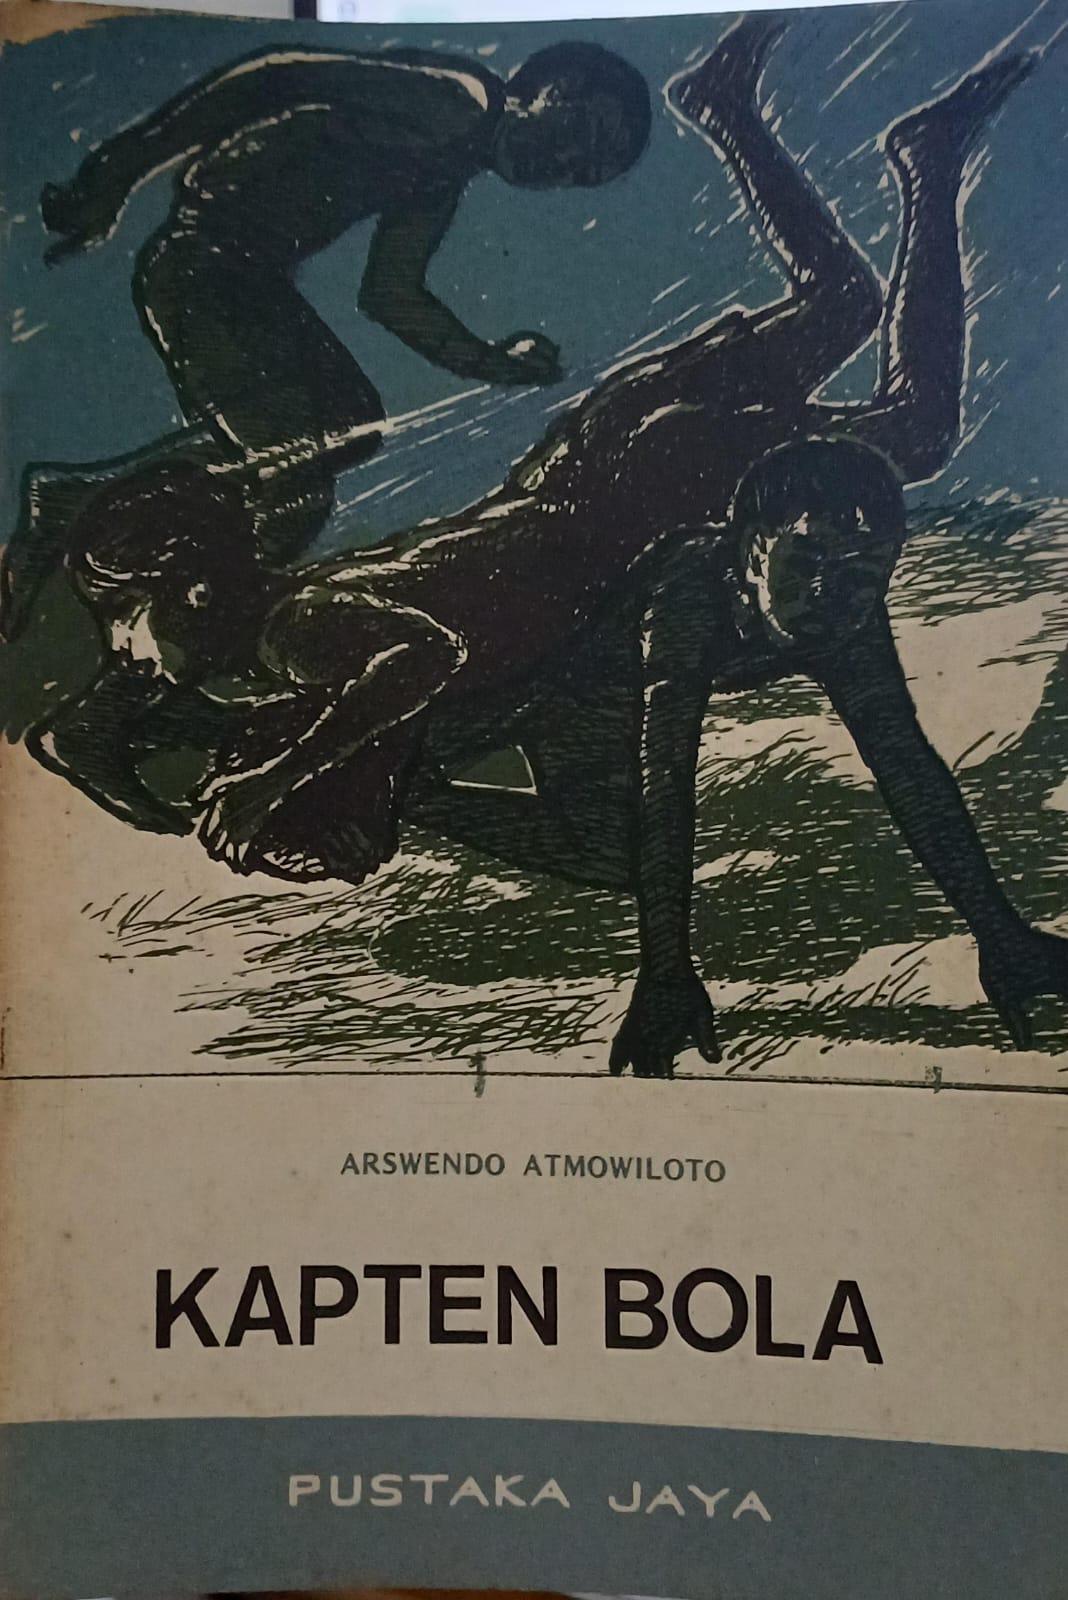 ARSWENDO ATMOWILOTO
KAPTEN BOLA
PUSTAKA JAYA